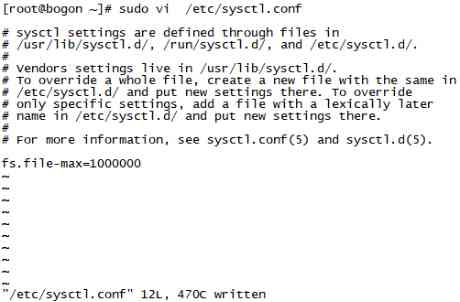 [root@bogon ~]# sudo vi  /etc/sysctl.conf
# sysctl settings are defined through files in
# /usr/lib/sysctl.d/, /run/sysctl.d/, and /etc/sysctl.d/.
#
# Vendors settings live in /usr/lib/sysctl.d/.
# To override a whole file, create a new file with the same in
# /etc/sysctl.d/ and put new settings there. To override
# only specific settings, add a file with a lexically later
# name in /etc/sysctl.d/ and put new settings there.
#
# For more information, see sysctl.conf(5) and sysctl.d(5).
fs.file-max=1000000
~
~
~
~
~
~
~
~
~
~
"/etc/sysctl.conf" 12L, 470C written